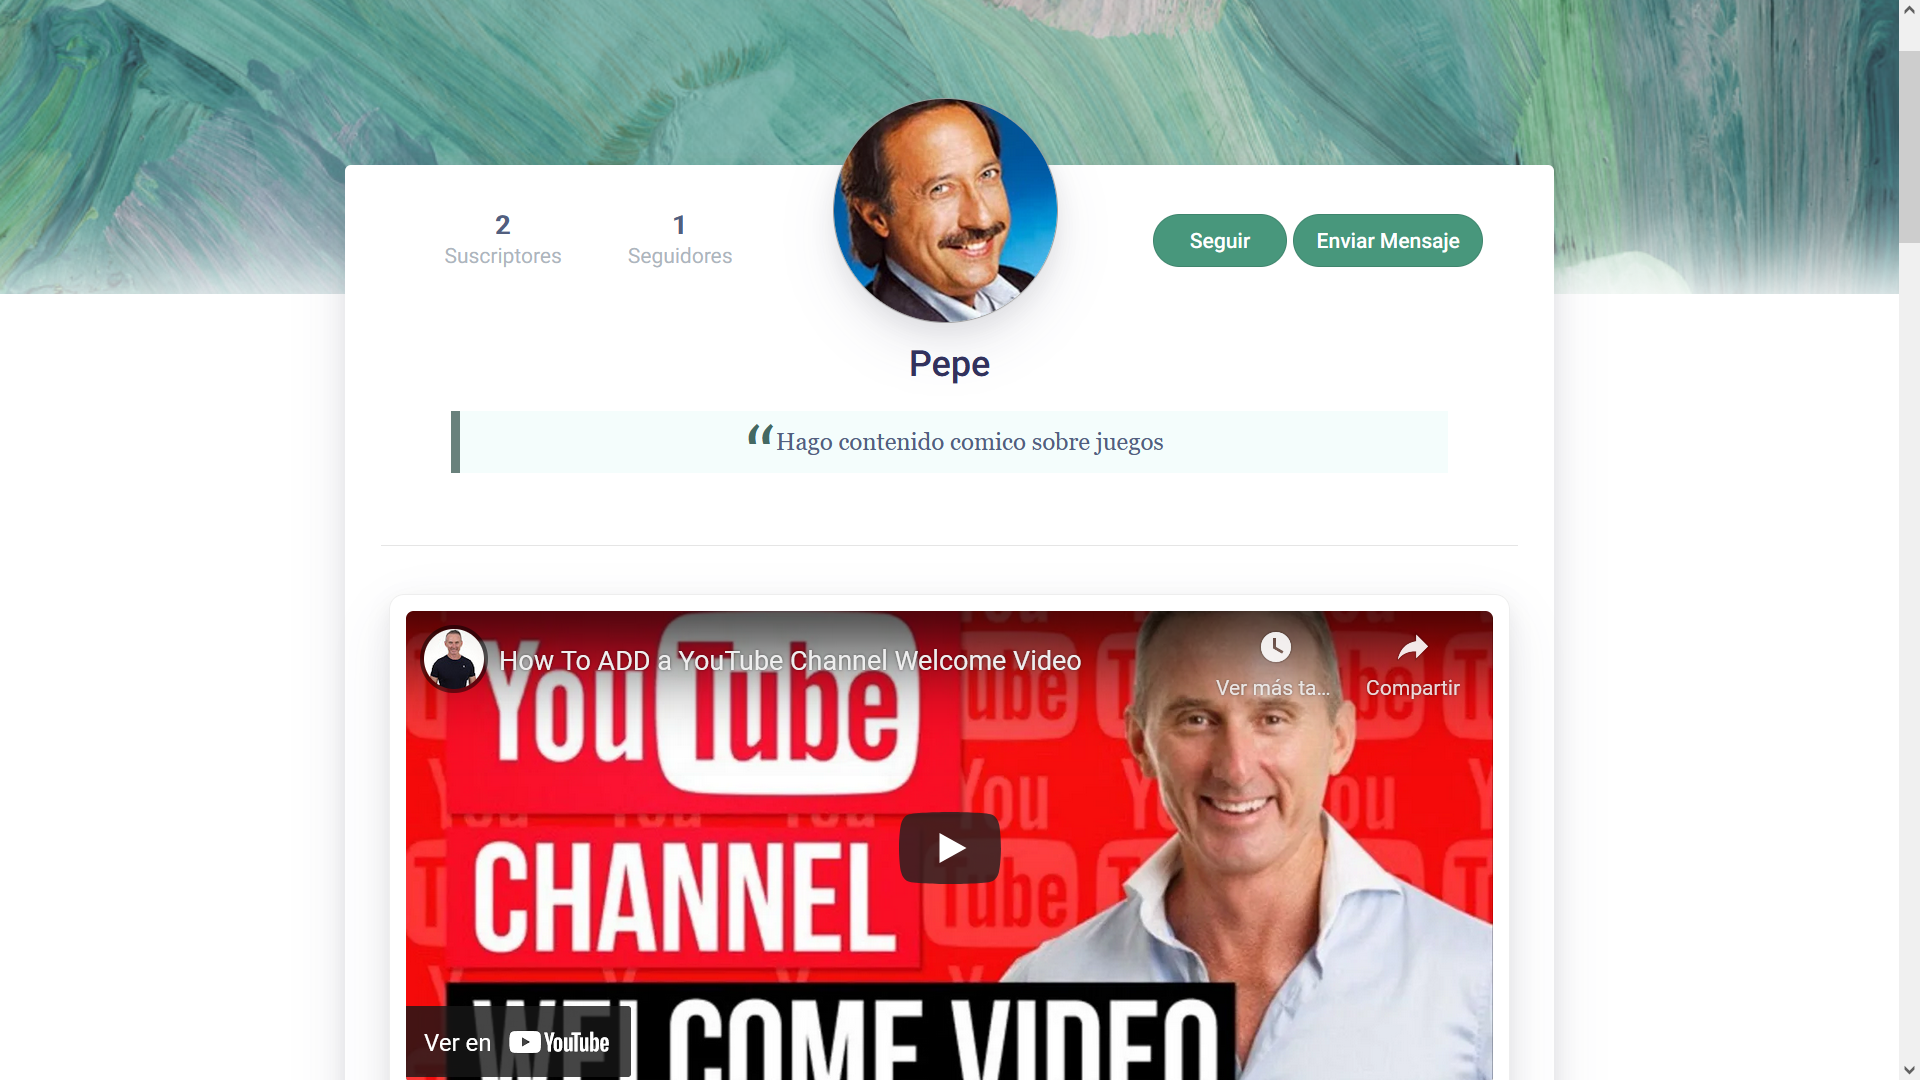 2
Suscriptores
1
Seguidores
Seguir
Enviar Mensaje
Pepe
“Hago contenido comico sobre juegos
How To ADD a YouTube Channel Welcome Video
Ver más ta...
Compartir
YouTube
CHANNEL
WELCOME VIDEO
Ver en YouTube